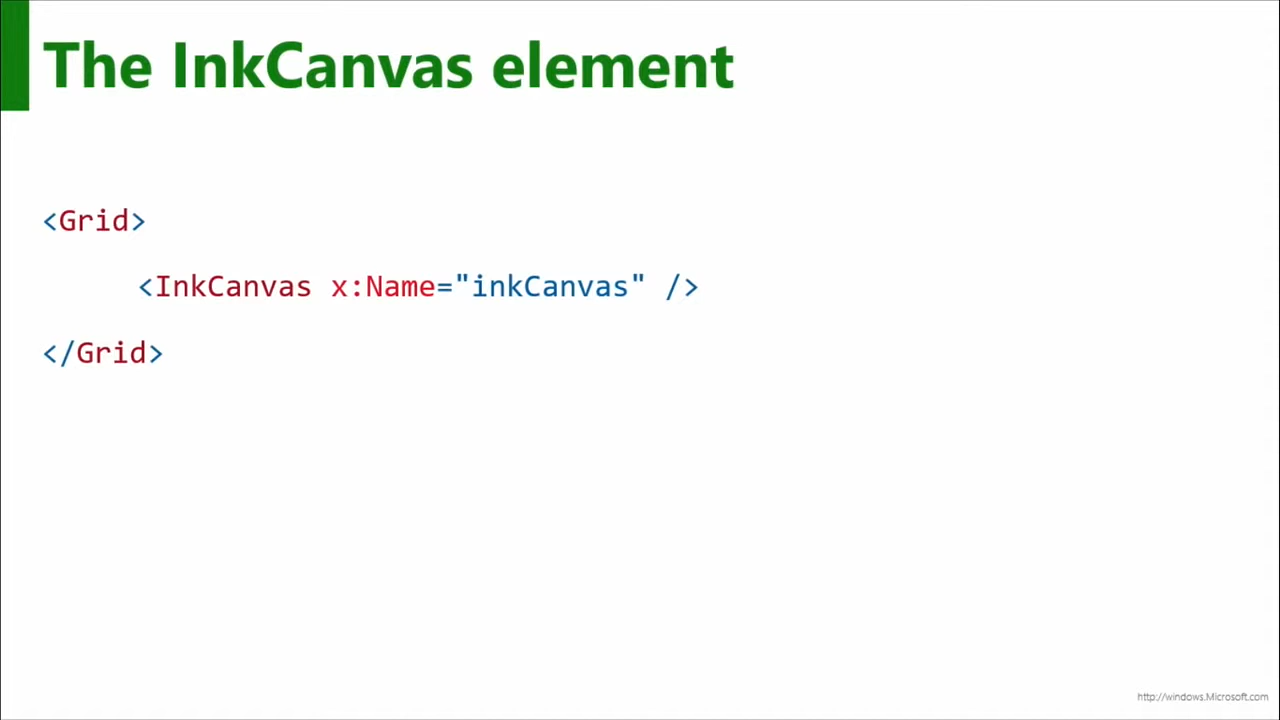 The InkCanvas element
<Grid>
<InkCanvas x:Name="inkCanvas" />
</Grid>
http://windows.Microsoft.com